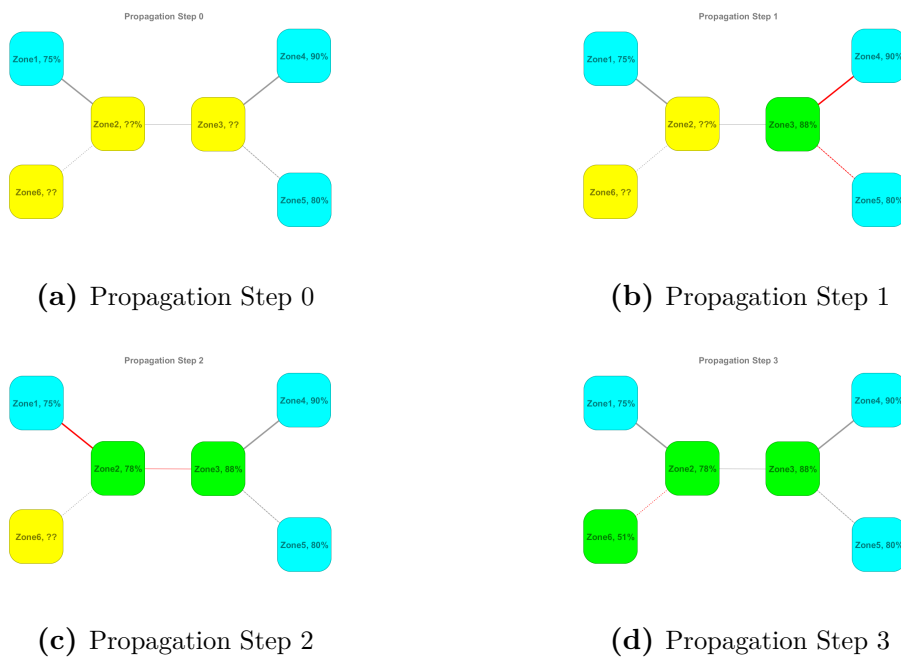 Propagation Step 0
Zone1, 75%
Zone4, 90%
Zone2, ??%
Zone3, ??
Zone6, ??
Zone5, 80%
(a) Propagation Step 0
Propagation Step 1
Zone1, 75%
Zone4, 90%
Zone2, ??%
Zone3, 88%
Zone6, ??
Zone5, 80%
(b) Propagation Step 1
Propagation Step 2
Zone1, 75%
Zone4, 90%
Zone2, 78%
Zone3, 88%
Zone6, ??
Zone5, 80%
(c) Propagation Step 2
Propagation Step 3
Zone1, 75%
Zone4, 90%
Zone2, 78%
Zone3, 88%
Zone6, 51%
Zone5, 80%
(d) Propagation Step 3